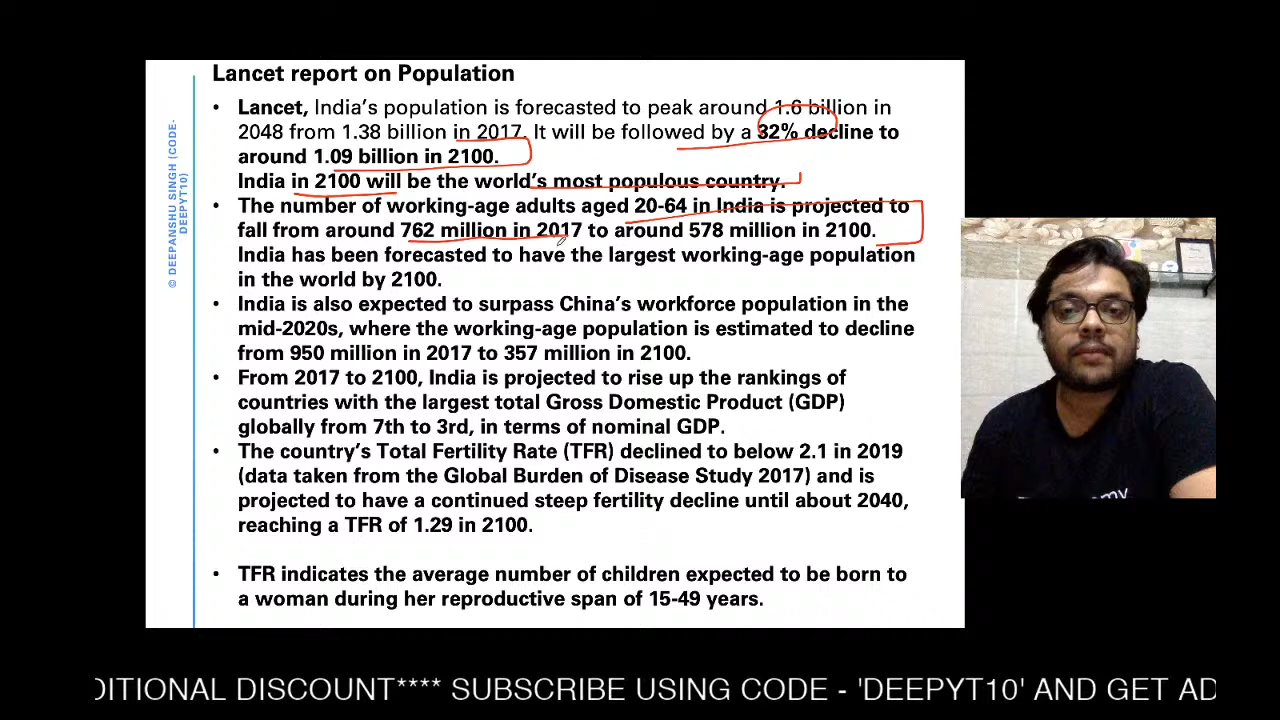 Lancet report on Population
© DEEPANSHU SINGH (CODE-
DEEPYT10)
• Lancet, India's population is forecasted to peak around 1.6 billion in
2048 from 1.38 billion in 2017. It will be followed by a 32% decline to
around 1.09 billion in 2100.
India in 2100 will be the world's most populous country.
• The number of working-age adults aged 20-64 in India is projected to
fall from around 762 million in 2017 to around 578 million in 2100.
India has been forecasted to have the largest working-age population
in the world by 2100.
• India is also expected to surpass China's workforce population in the
mid-2020s, where the working-age population is estimated to decline
from 950 million in 2017 to 357 million in 2100.
• From 2017 to 2100, India is projected to rise up the rankings of
countries with the largest total Gross Domestic Product (GDP)
globally from 7th to 3rd, in terms of nominal GDP.
• The country's Total Fertility Rate (TFR) declined to below 2.1 in 2019
(data taken from the Global Burden of Disease Study 2017) and is
projected to have a continued steep fertility decline until about 2040,
reaching a TFR of 1.29 in 2100.
• TFR indicates the average number of children expected to be born to
a woman during her reproductive span of 15-49 years.
DITIONAL DISCOUNT**** SUBSCRIBE USING CODE - 'DEEPYT10' AND GET AD